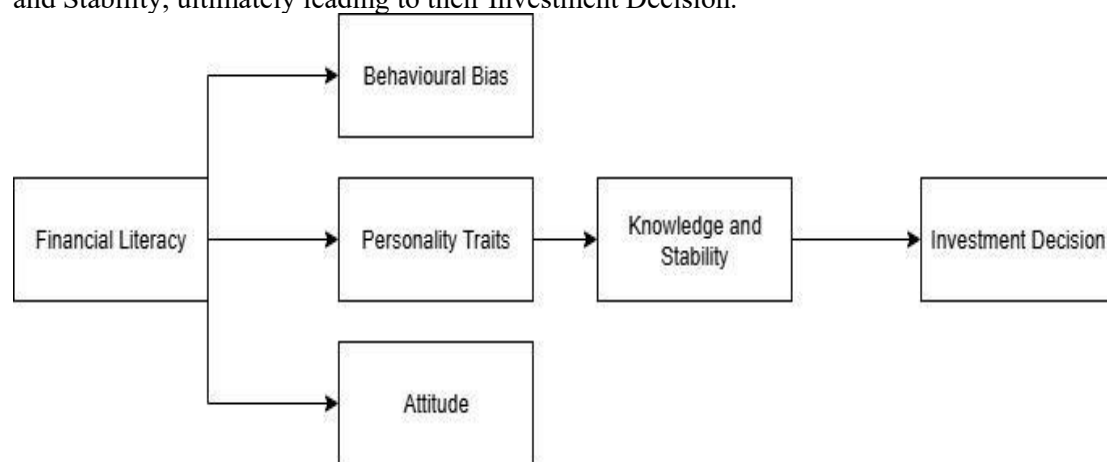 and Stability, ultimately leading to their Investment Decision.
Behavioural Bias
Financial Literacy
Personality Traits
Knowledge and
Stability
Investment Decision
Attitude